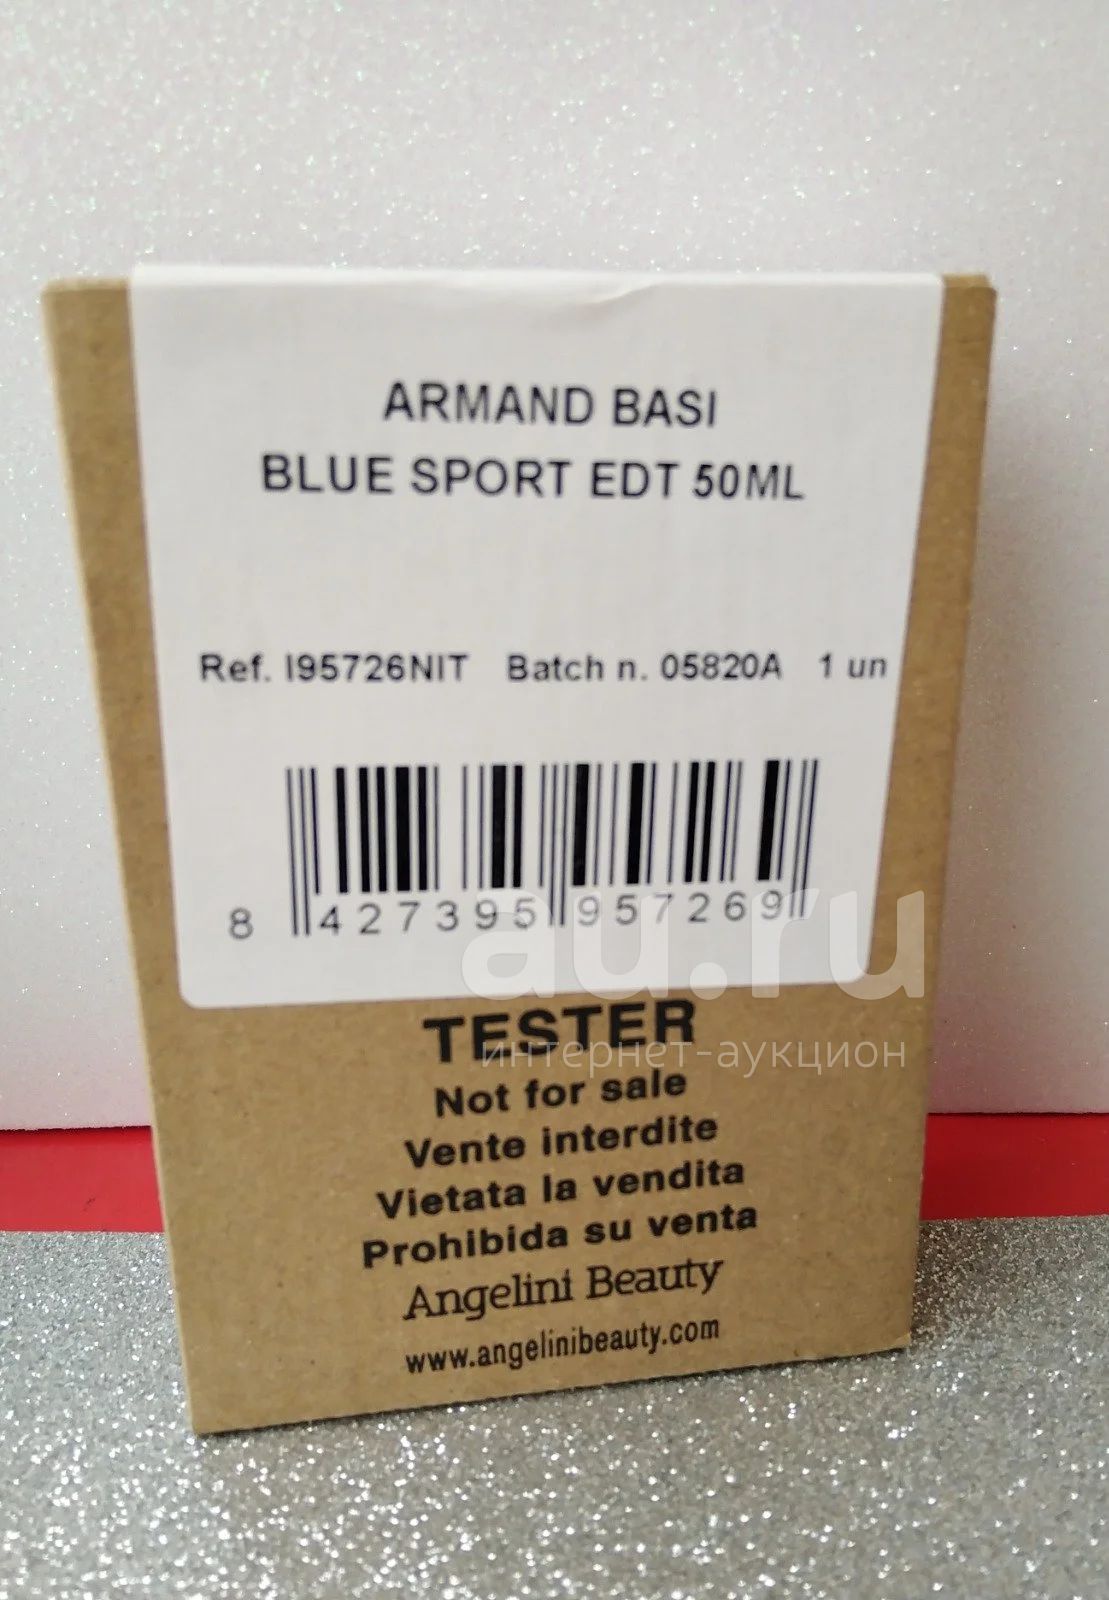 ARMAND BASI
BLUE SPORT EDT 50ML
Ref. I95726NIT Batch n. 05820A 1 un
8 427395 957269
au.ru
интернет-аукцион
TESTER
Not for sale
Vente interdite
Vietata la vendita
Prohibida su venta
Angelini Beauty
www.angelinibeauty.com